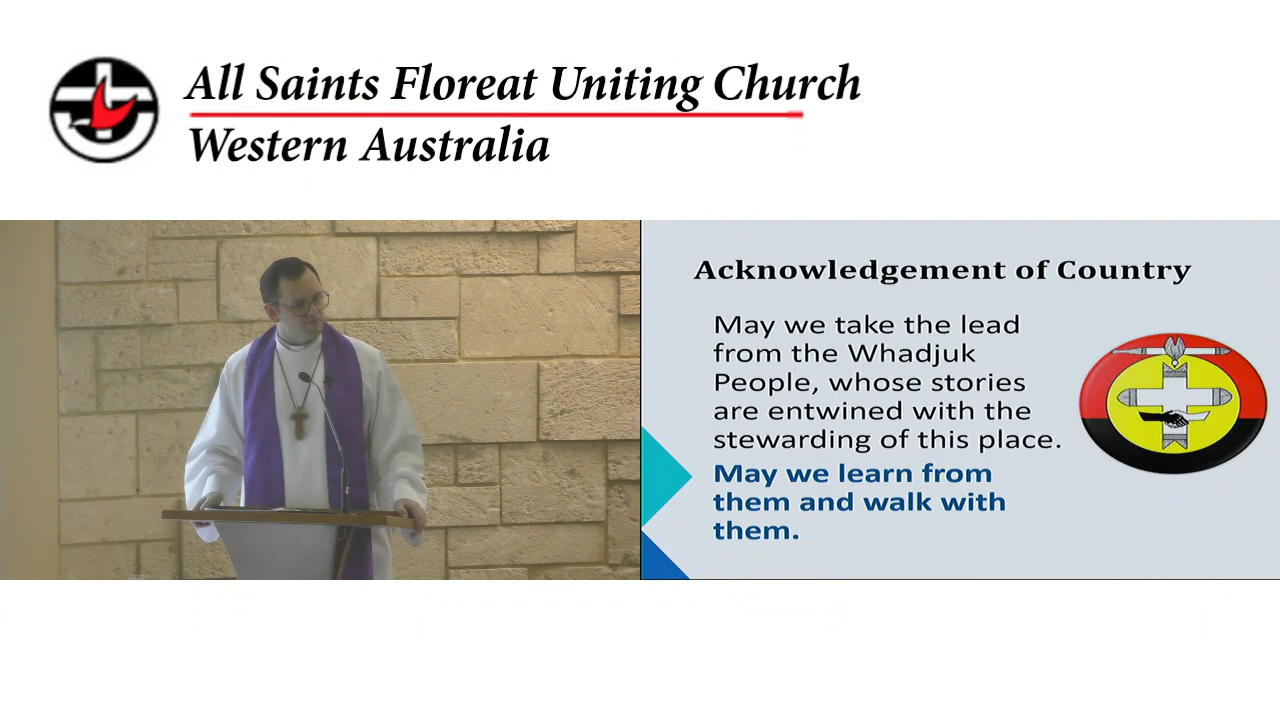 All Saints Floreat Uniting Church
Western Australia
Acknowledgement of Country
May we take the lead
from the Whadjuk
People, whose stories
are entwined with the
stewarding of this place.
May we learn from
them and walk with
them.